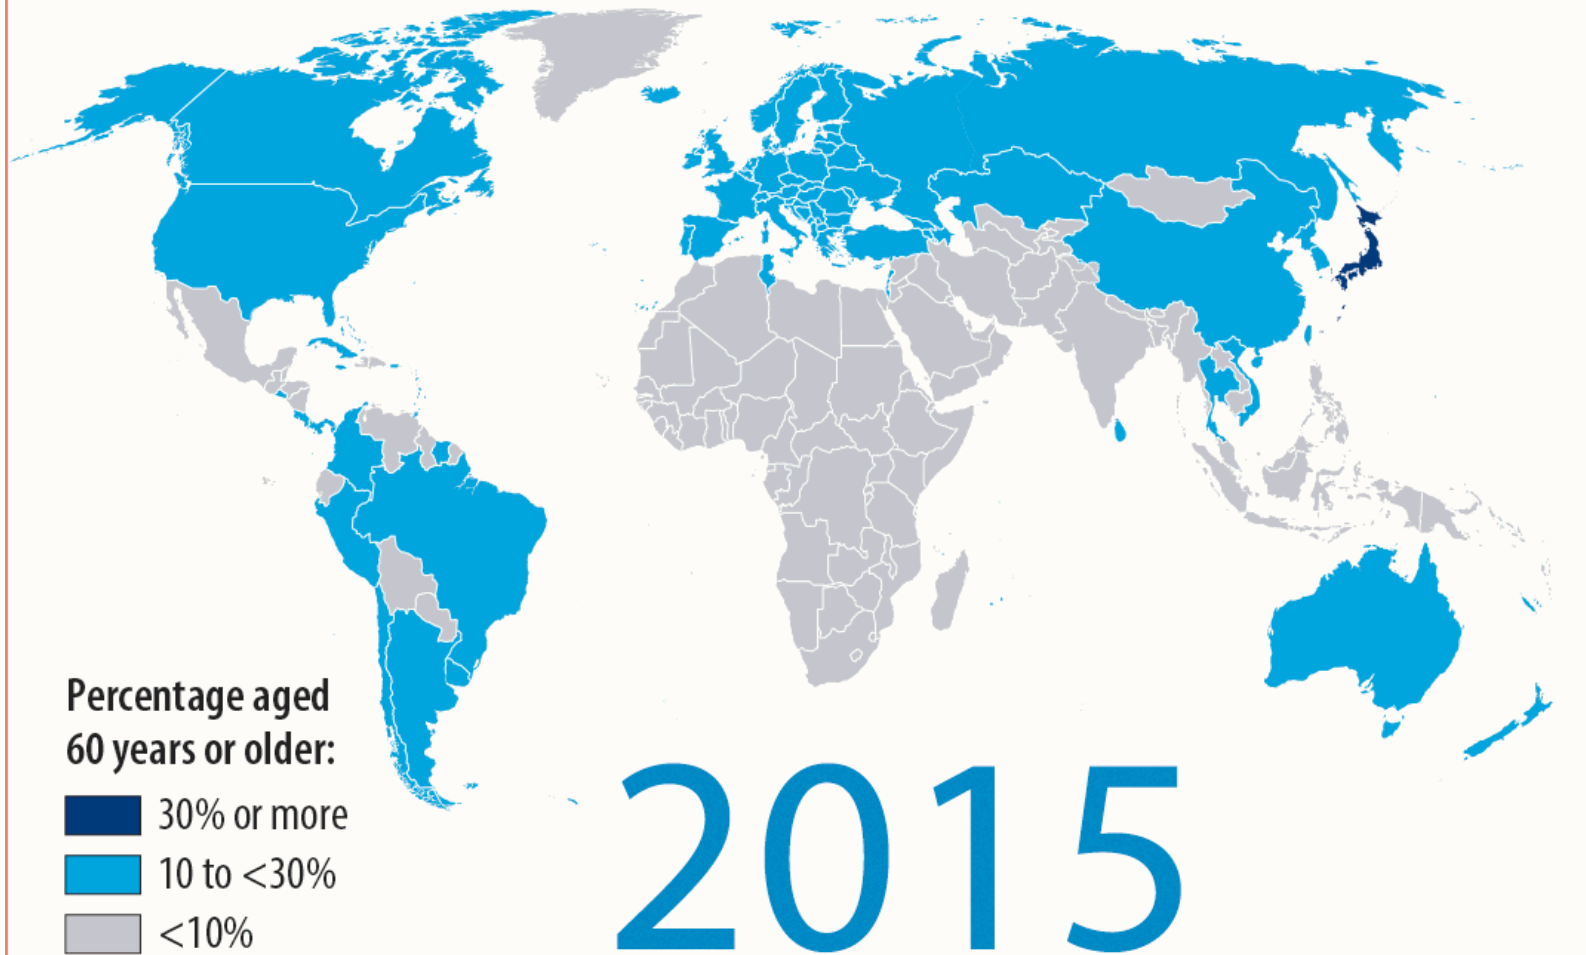 Percentage aged
60 years or older:
30% or more
10 to <30%
<10%
2015